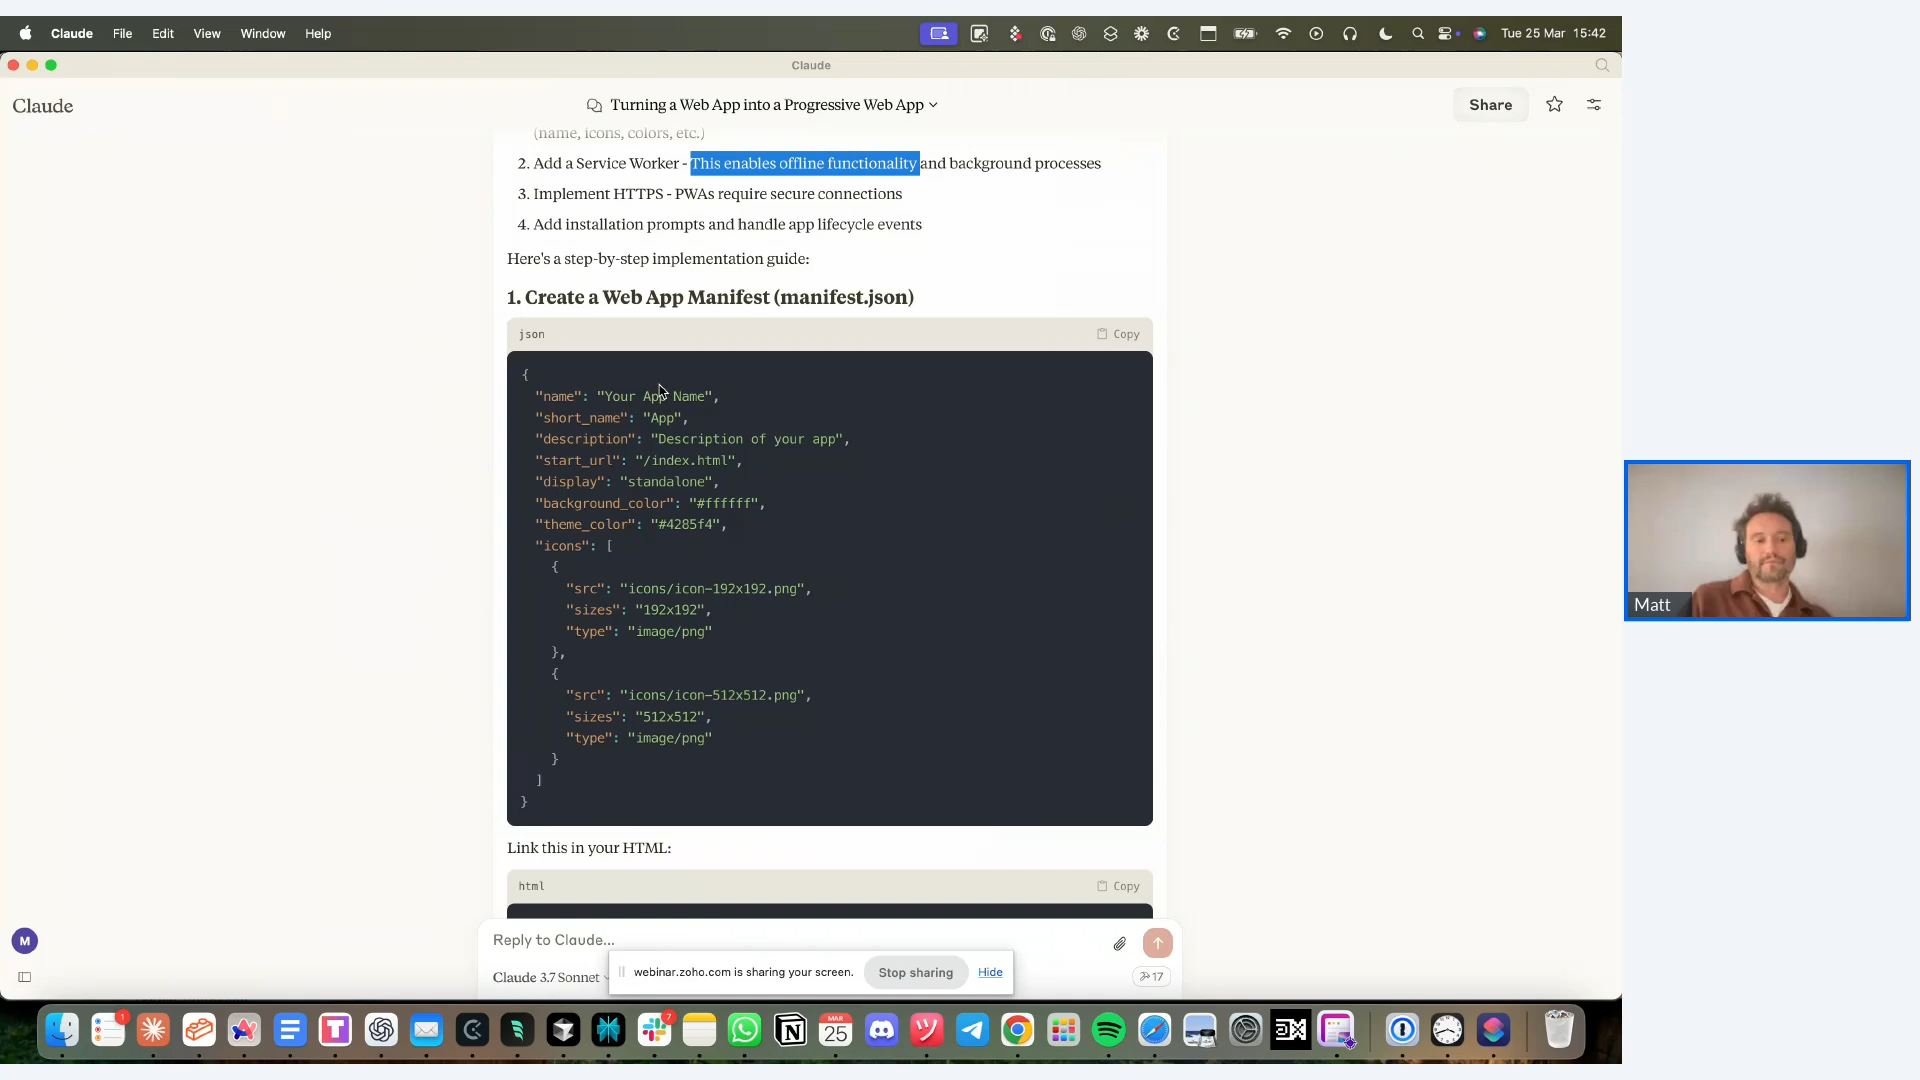 Claude File Edit View Window Help Tue 25 Mar 15:42
Claude
Claude
Turning a Web App into a Progressive Web App
Share
(name, icons, colors, etc.)
2. Add a Service Worker - This enables offline functionality and background processes
3. Implement HTTPS - PWAs require secure connections
4. Add installation prompts and handle app lifecycle events
Here's a step-by-step implementation guide:
1. Create a Web App Manifest (manifest.json)
json Copy
{
"name": "Your App Name",
"short_name": "App",
"description": "Description of your app",
"start_url": "/index.html",
"display": "standalone",
"background_color": "#ffffff",
"theme_color": "#4285f4",
"icons": [
{
"src": "icons/icon-192x192.png",
"sizes": "192x192",
"type": "image/png"
},
{
"src": "icons/icon-512x512.png",
"sizes": "512x512",
"type": "image/png"
}
]
}
Matt
Link this in your HTML:
html Copy
M
Reply to Claude...
webinar.zoho.com is sharing your screen. Stop sharing Hide
Claude 3.7 Sonnet
17
1
7
MAR
25